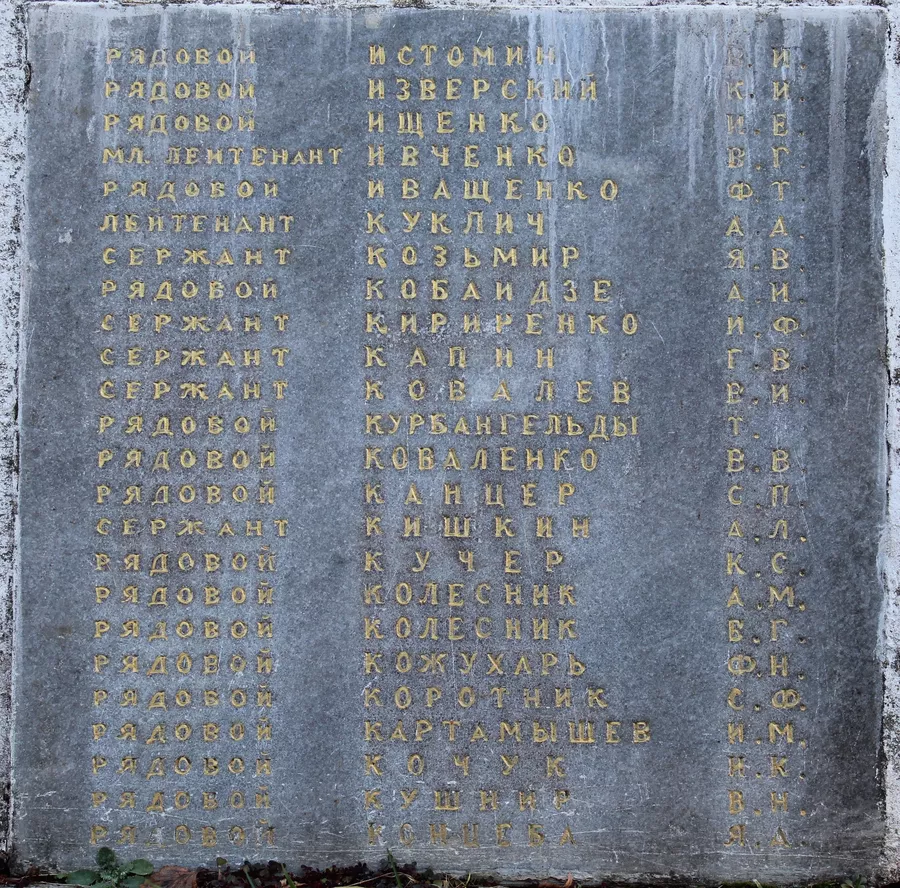 РЯДОВОЙ ИСТОМИН В. И.
РЯДОВОЙ ИЗВЕРСКИЙ К. И.
РЯДОВОЙ ИЩЕНКО Н. Е.
МЛ. ЛЕЙТЕНАНТ ИВЧЕНКО В. Г.
РЯДОВОЙ ИВАЩЕНКО Ф. Т.
ЛЕЙТЕНАНТ КУКЛИЧ А. А.
СЕРЖАНТ КОЗЬМИР Я. В.
РЯДОВОЙ КОБАИДЗЕ А. И.
СЕРЖАНТ КИРИРЕНКО И. Ф.
СЕРЖАНТ КАПИН Г. В.
СЕРЖАНТ КОВАЛЕВ Е. И.
РЯДОВОЙ КУРБАНГЕЛЬДЫ Т.
РЯДОВОЙ КОВАЛЕНКО В. В.
РЯДОВОЙ КАНЦЕР С. П.
СЕРЖАНТ КИШКИН А. Л.
РЯДОВОЙ КУЧЕР К. С.
РЯДОВОЙ КОЛЕСНИК А. М.
РЯДОВОЙ КОЛЕСНИК Б. Г.
РЯДОВОЙ КОЖУХАРЬ Ф. Н.
РЯДОВОЙ КОРОТНИК С. Ф.
РЯДОВОЙ КАРТАМЫШЕВ И. М.
РЯДОВОЙ КОЧУК Н. К.
РЯДОВОЙ КУШНИР В. Н.
РЯДОВОЙ КОНЦЕБА Я. А.